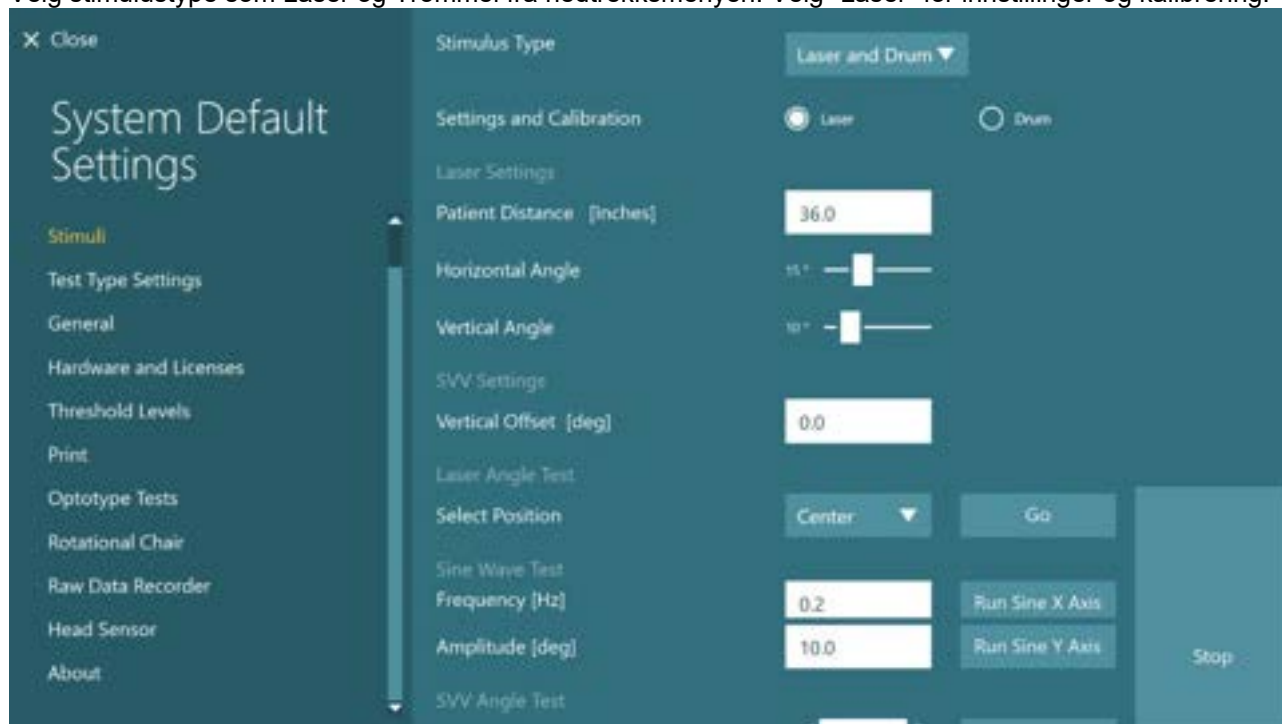 Velg stimulustype som Laser og Trommel fra nedtrekksmenyen. Velg "Laser" for innstillinger og kalibrering.
X Close
System Default
Settings
Stimuli
Test Type Settings
General
Hardware and Licenses
Threshold Levels
Print
Optotype Tests
Rotational Chair
Raw Data Recorder
Head Sensor
About
Stimulus Type Laser and Drum
Settings and Calibration Laser Drum
Laser Settings
Patient Distance [inches] 36.0
Horizontal Angle 15 °
Vertical Angle 10 °
SVV Settings
Vertical Offset [deg] 0.0
Laser Angle Test
Select Position Center Go
Sine Wave Test
Frequency [Hz] 0.2 Run Sine X Axis
Amplitude [deg] 10.0 Run Sine Y Axis
Stop
SVV Angle Test